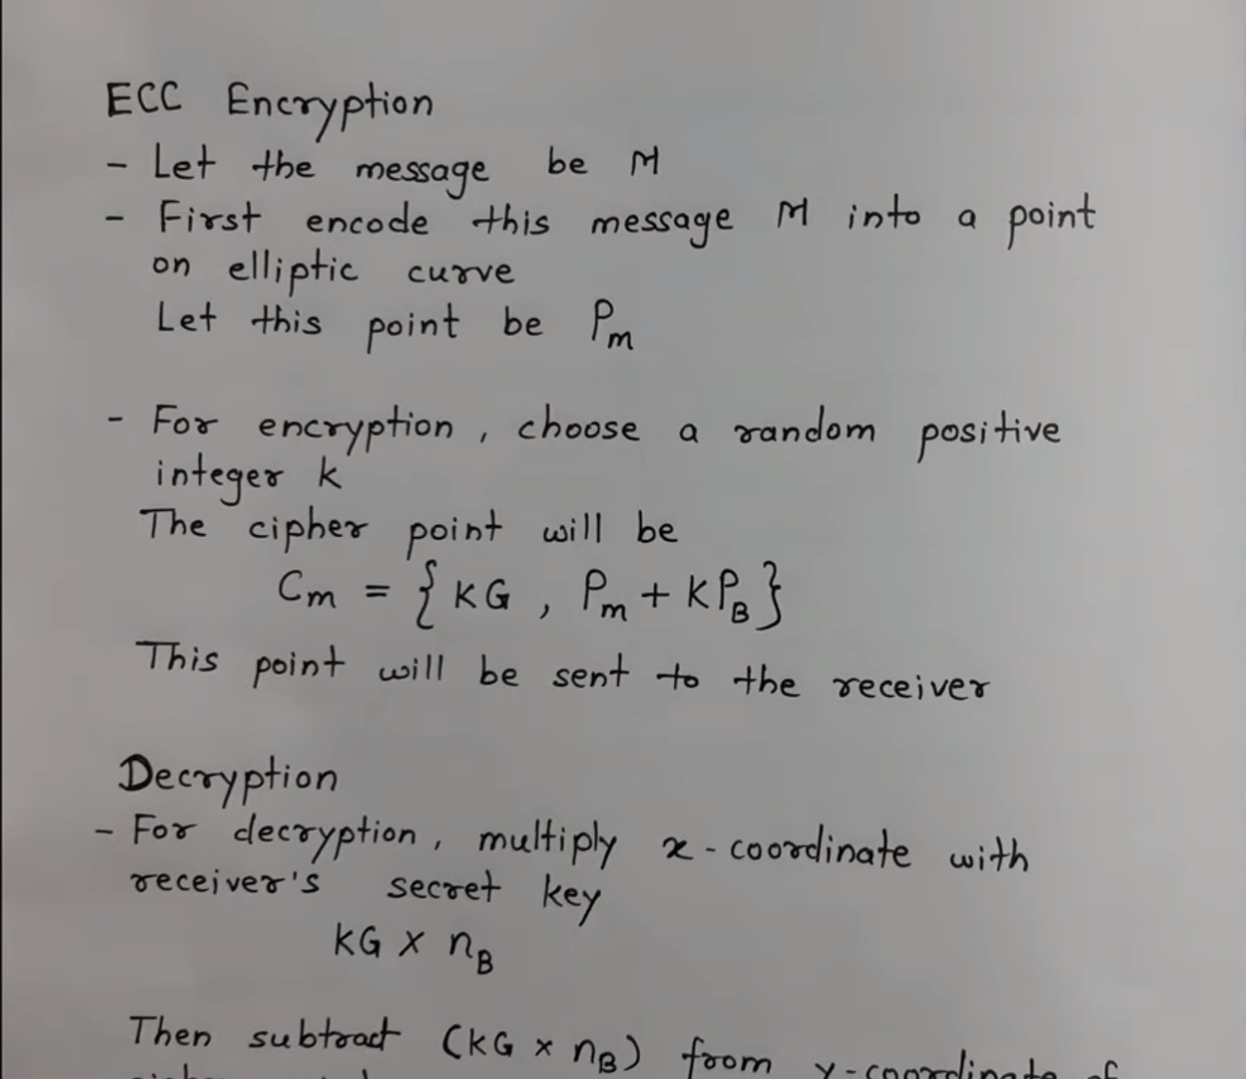 ECC Encryption
- Let the message be M
- First encode this message M into a point
on elliptic curve
Let this point be Pm
- For encryption, choose a random positive
integer k
The cipher point will be
Cm = {KG, Pm + KPB}
This point will be sent to the receiver
Decryption
- For decryption, multiply x-coordinate with
receiver's secret key
KG x nB
Then subtract (KG x nB) from y-coordinate of